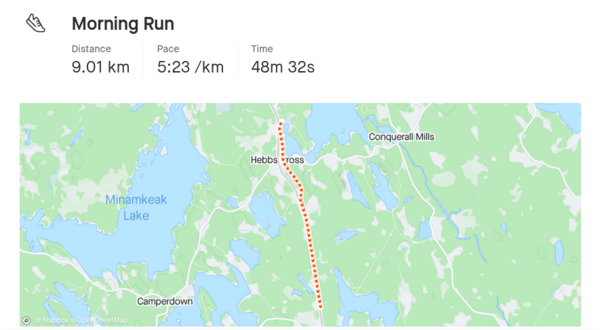 Morning Run
Distance Pace Time
9.01 km 5:23 /km 48m 32s
Conquerall Mills
Hebbs Cross
Minamkeak
Lake
Camperdown
© Mapbox © OpenStreetMap